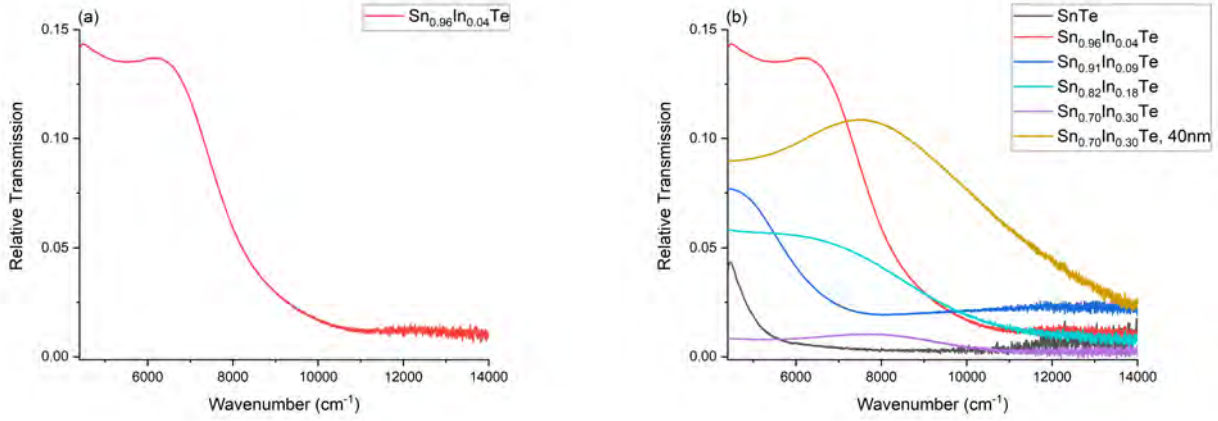 (a)
Sn₀.₉₆In₀.₀₄Te
0.15
0.10
0.05
0.00
Relative Transmission
6000 8000 10000 12000 14000
Wavenumber (cm⁻¹)
(b)
SnTe
Sn₀.₉₆In₀.₀₄Te
Sn₀.₉₁In₀.₀₉Te
Sn₀.₈₂In₀.₁₈Te
Sn₀.₇₀In₀.₃₀Te
Sn₀.₇₀In₀.₃₀Te, 40nm
0.15
0.10
0.05
0.00
Relative Transmission
6000 8000 10000 12000 14000
Wavenumber (cm⁻¹)